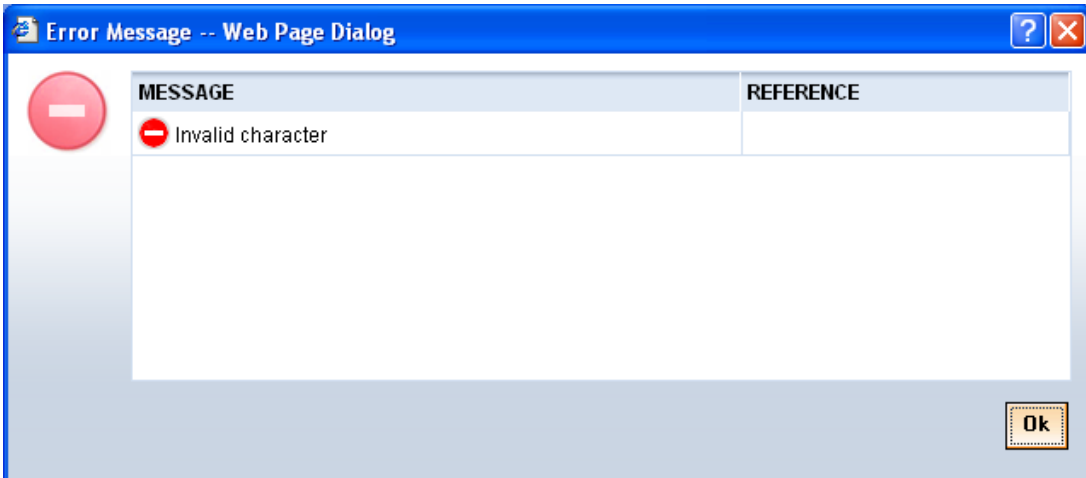 Error Message -- Web Page Dialog
MESSAGE REFERENCE
Invalid character
Ok